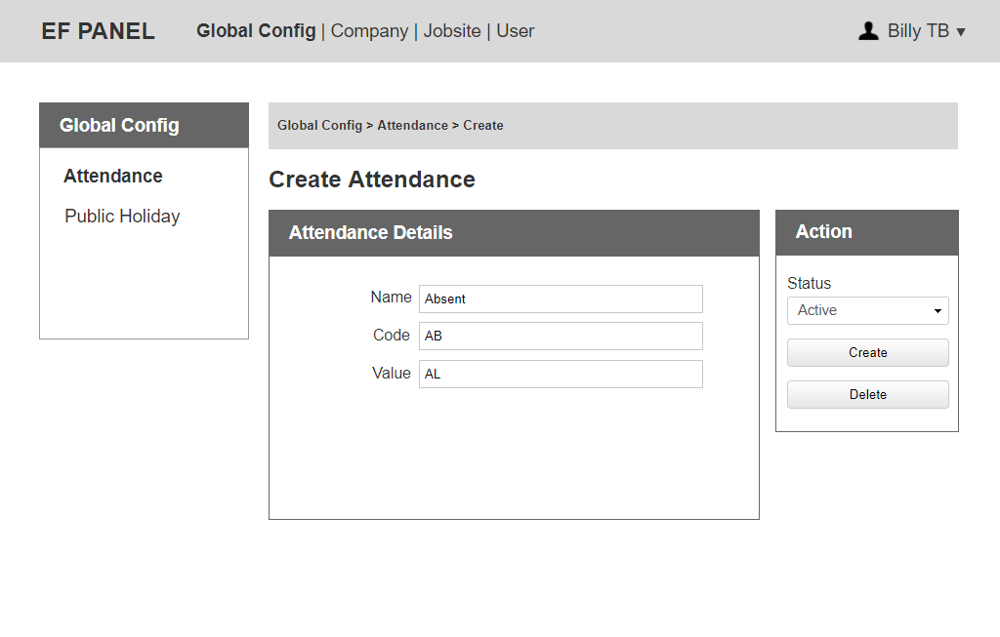 EF PANEL
Global Config | Company | Jobsite | User
Billy TB ▼
Global Config
Attendance
Public Holiday
Global Config > Attendance > Create
Create Attendance
Attendance Details
Name Absent
Code AB
Value AL
Action
Status
Active
Create
Delete